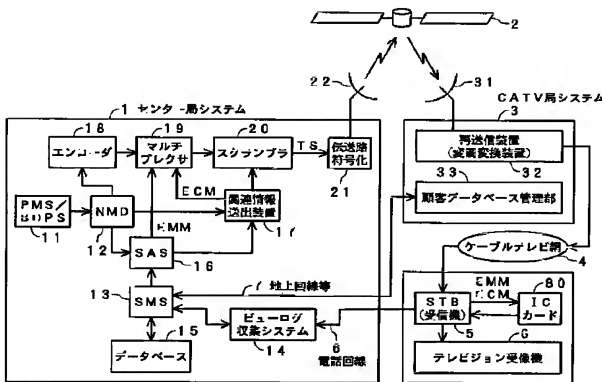 2
22
31
1 センター局システム
CATV局システム
3
18
19
20
エンコーダ
マルチ
プレクサ
スクランブラ
TS
伝送路
符号化
21
再送信装置
(変調変換装置)
32
33
顧客データベース管理部
ECM
PMS/
11
NMD
12
EMM
関連情報
送出装置
17
SAS
16
ケーブルテレビ網
4
7 地上回線等
13
SMS
ビューログ
収集システム
14
15
データベース
6
電話回線
EMM
ECM
80
STB
(受信機)
5
IC
カード
6
テレビジョン受像機